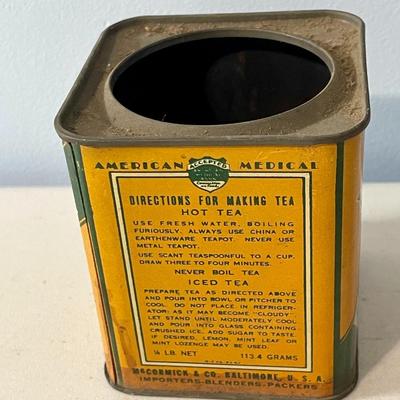 AMERICAN MEDICAL
ACCEPTED
DIRECTIONS FOR MAKING TEA
HOT TEA
USE FRESH WATER, BOILING
FURIOUSLY. ALWAYS USE CHINA OR
EARTHENWARE TEAPOT. NEVER USE
METAL TEAPOT.
USE SCANT TEASPOONFUL TO A CUP.
DRAW THREE TO FOUR MINUTES.
NEVER BOIL TEA
ICED TEA
PREPARE TEA AS DIRECTED ABOVE
AND POUR INTO BOWL OR PITCHER TO
COOL. DO NOT PLACE IN REFRIGER-
ATOR: AS IT MAY BECOME "CLOUDY".
LET STAND UNTIL MODERATELY COOL
AND POUR INTO GLASS CONTAINING
CRUSHED ICE. ADD SUGAR TO TASTE.
IF DESIRED, LEMON, MINT LEAF OR
MINT LOZENGE MAY BE USED.
¼ LB. NET 113.4 GRAMS
McCORMICK & CO. BALTIMORE, U. S. A.
IMPORTERS-BLENDERS-PACKERS